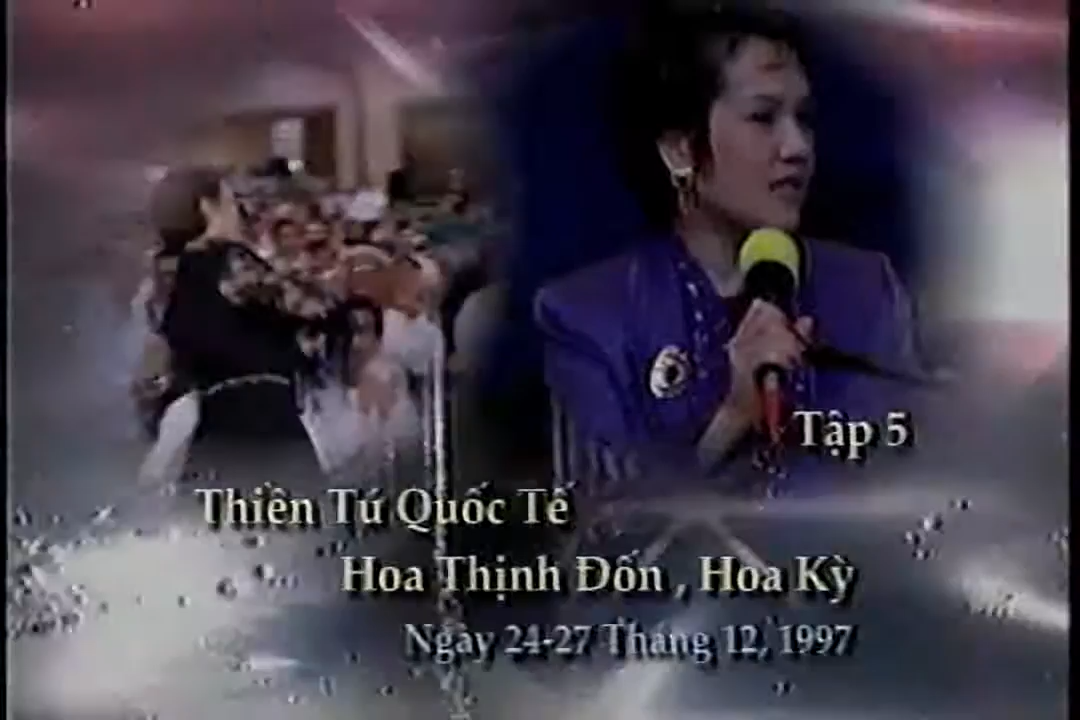 Tập 5
Thiền Tứ Quốc Tế
Hoa Thịnh Đốn , Hoa Kỳ
Ngày 24-27 Tháng 12, 1997